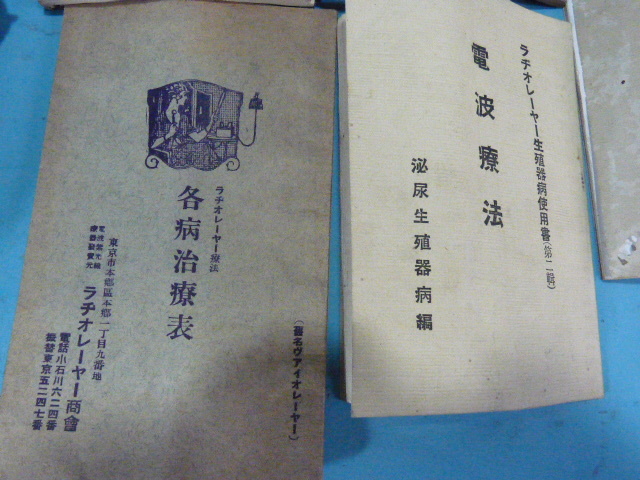 ラヂオレーヤー療法
各病治療表
東京市本郷區本郷一丁目九番地
ラヂオレーヤー商會
電話小石川六二四番
振替東京五二四七番
(舊名ヴァイオレーヤー)
ラヂオレーヤー生殖器病使用書(第二輯)
電波療法
泌尿生殖器病編